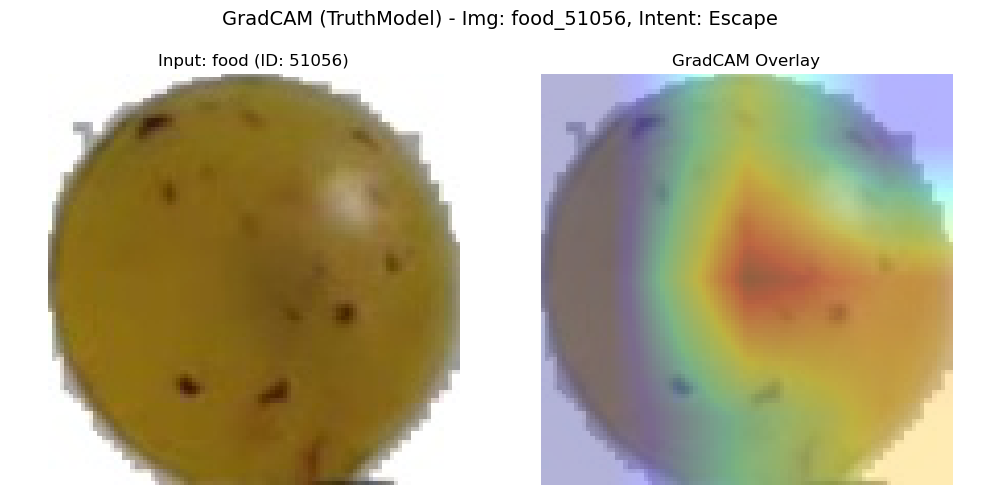 GradCAM (TruthModel) - Img: food_51056, Intent: Escape
Input: food (ID: 51056)
GradCAM Overlay